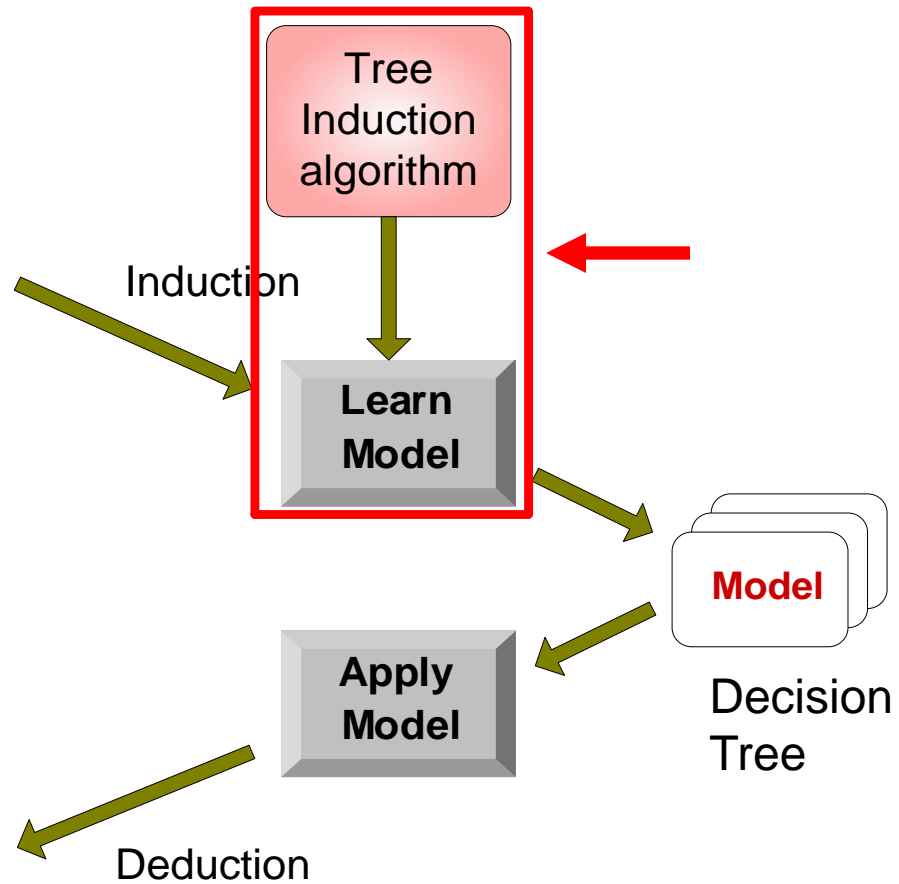 Tree
Induction
algorithm
Induction
Learn
Model
Model
Apply
Model
Decision
Tree
Deduction